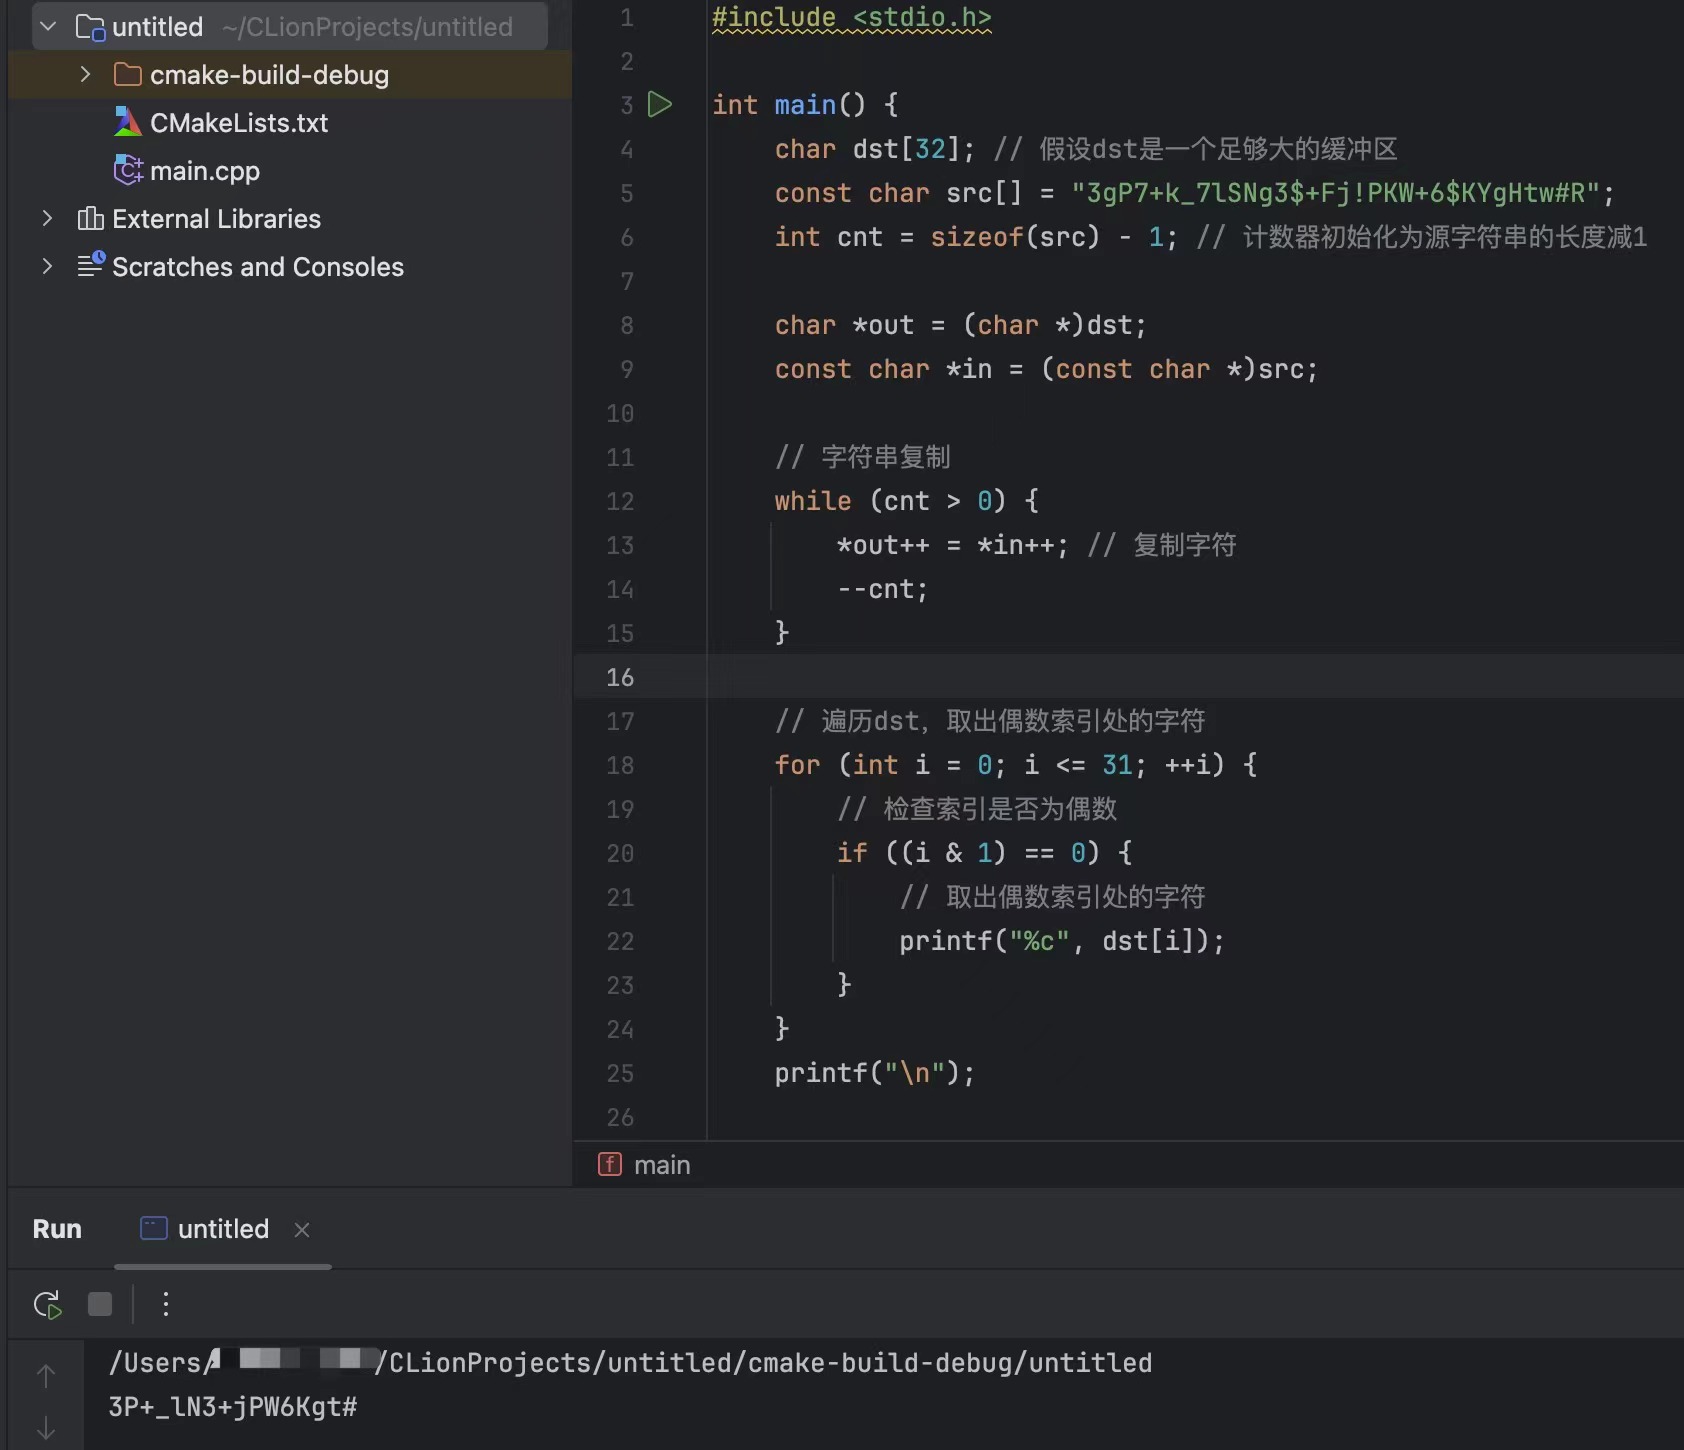 untitled ~/CLionProjects/untitled
cmake-build-debug
CMakeLists.txt
main.cpp
External Libraries
Scratches and Consoles
1 #include <stdio.h>
2
3 int main() {
4 char dst[32]; // 假设dst是一个足够大的缓冲区
5 const char src[] = "3gP7+k_7lSNg3$+Fj!PKW+6$KYgHtw#R";
6 int cnt = sizeof(src) - 1; // 计数器初始化为源字符串的长度减1
7
8 char *out = (char *)dst;
9 const char *in = (const char *)src;
10
11 // 字符串复制
12 while (cnt > 0) {
13 *out++ = *in++; // 复制字符
14 --cnt;
15 }
16
17 // 遍历dst，取出偶数索引处的字符
18 for (int i = 0; i <= 31; ++i) {
19 // 检查索引是否为偶数
20 if ((i & 1) == 0) {
21 // 取出偶数索引处的字符
22 printf("%c", dst[i]);
23 }
24 }
25 printf("\n");
26
main
Run untitled
/Users/ /CLionProjects/untitled/cmake-build-debug/untitled
3P+_lN3+jPW6Kgt#